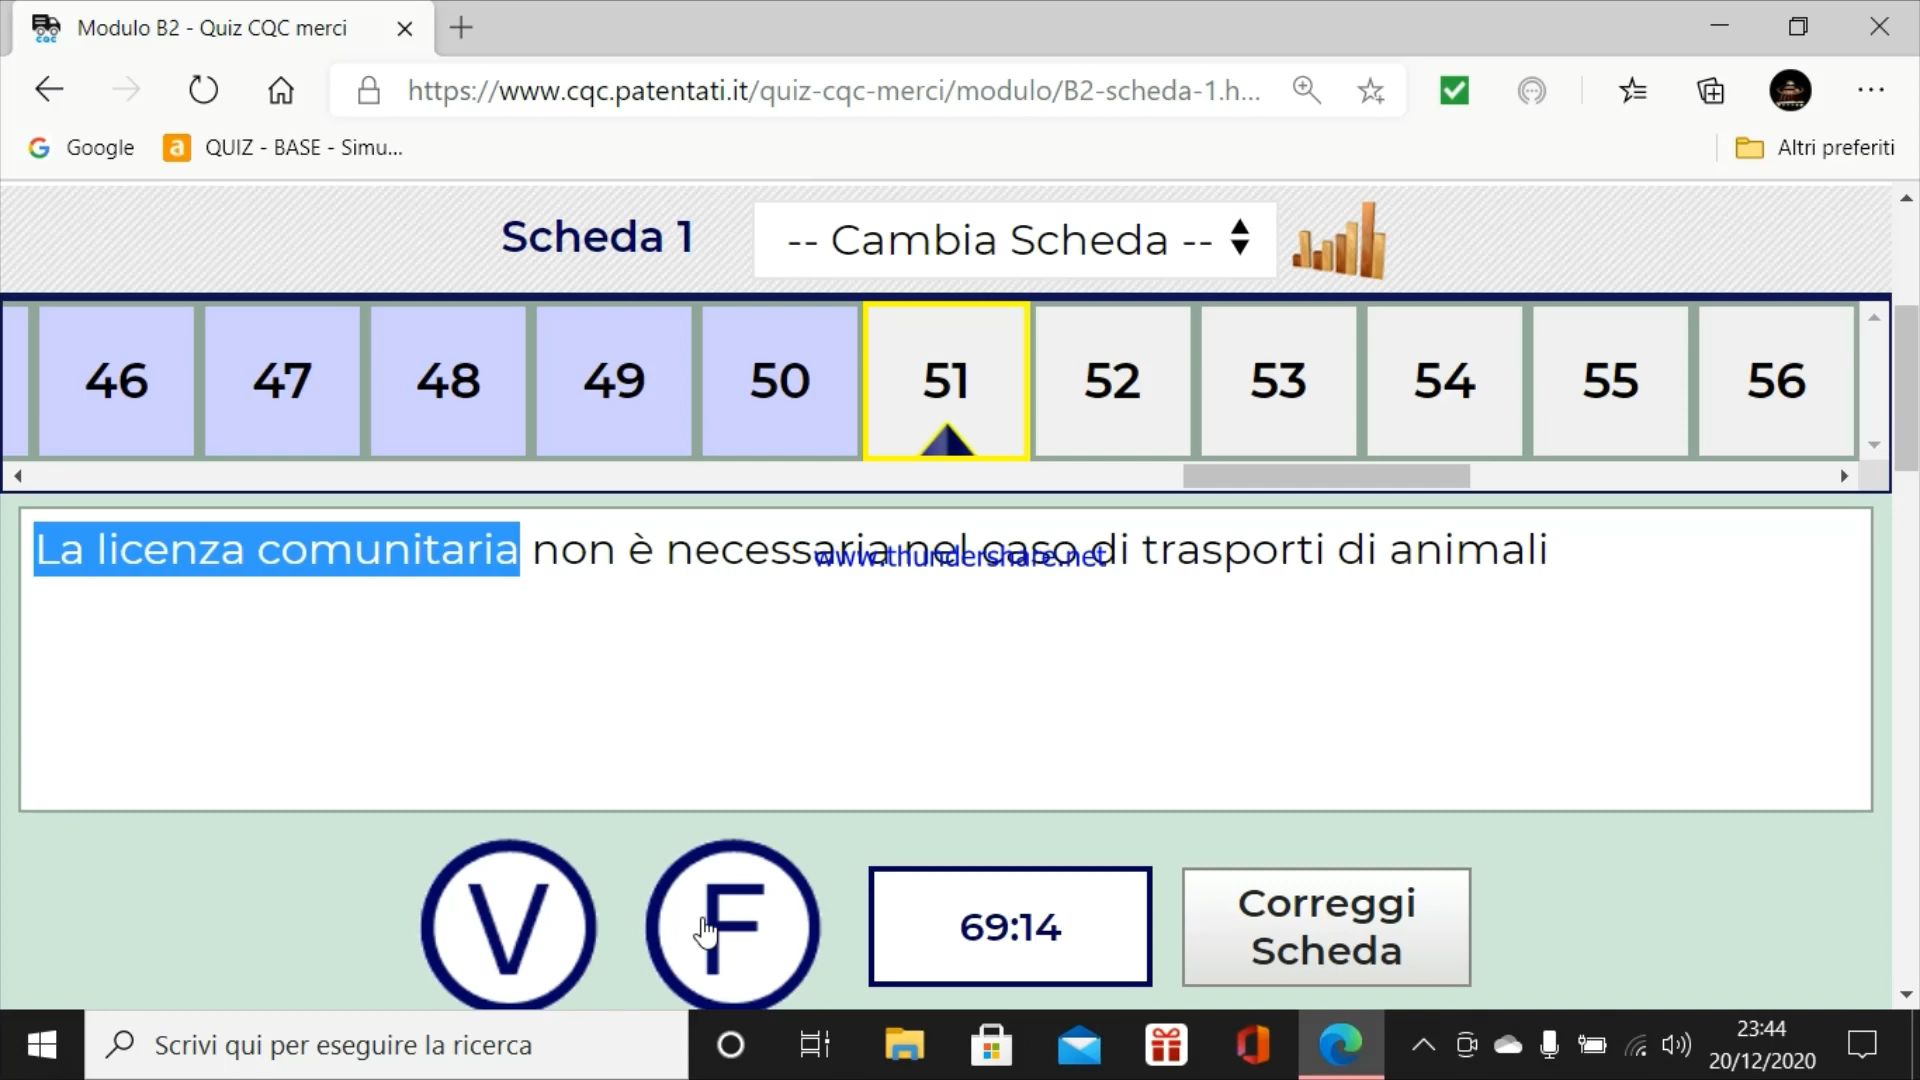 Modulo B2 - Quiz CQC merci
https://www.cqc.patentati.it/quiz-cqc-merci/modulo/B2-scheda-1.h...
Google
a QUIZ - BASE - Simu...
Altri preferiti
Scheda 1
-- Cambia Scheda --
46 47 48 49 50 51 52 53 54 55 56
La licenza comunitaria non è necessaria nel caso di trasporti di animali
www.thundershare.net
V F 69:14 Correggi
Scheda
Scrivi qui per eseguire la ricerca
23:44
20/12/2020